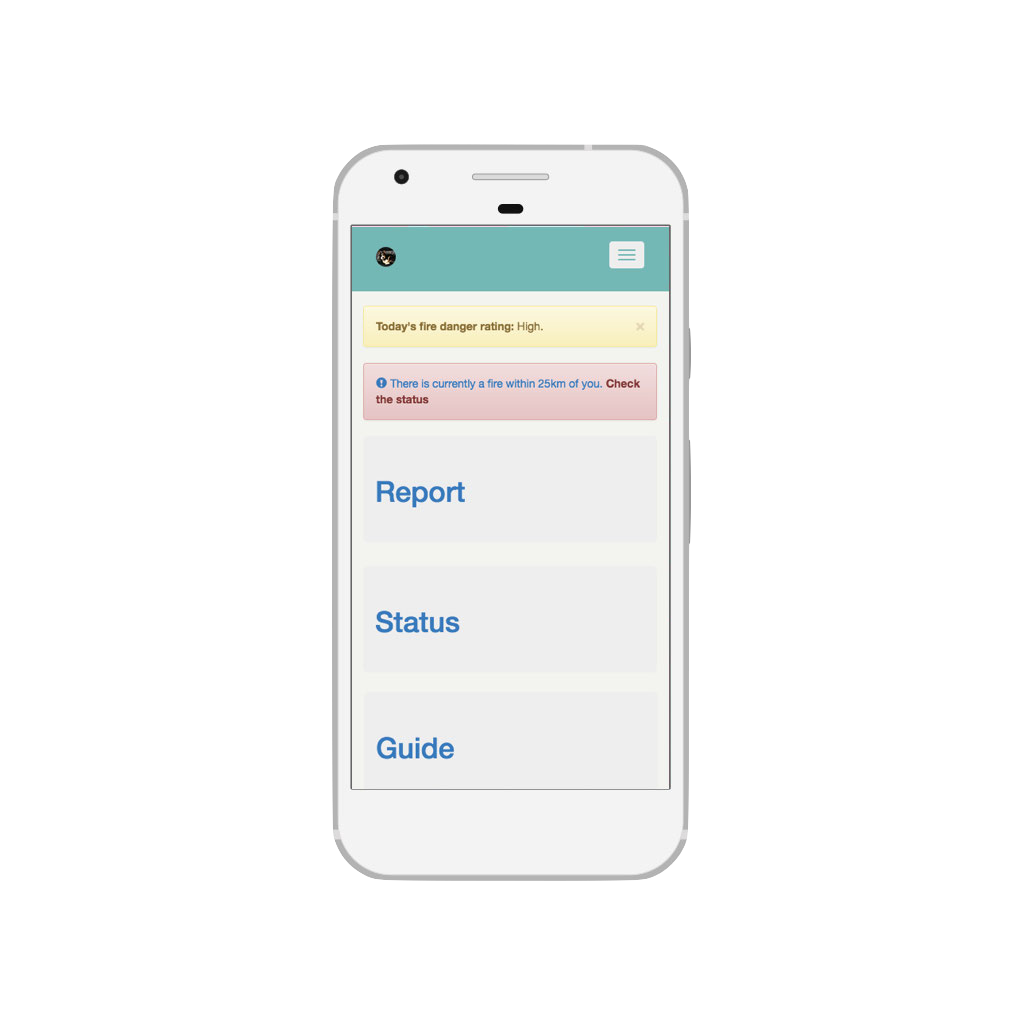 Today's fire danger rating: High.
There is currently a fire within 25km of you. Check
the status
Report
Status
Guide